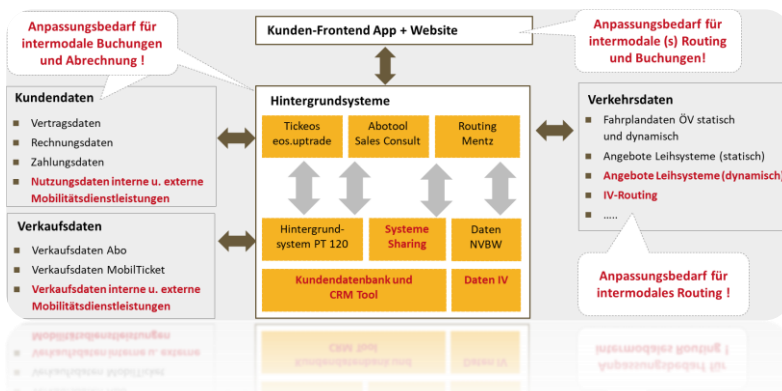 Anpassungsbedarf für
intermodale Buchungen
und Abrechnung !
Kunden-Frontend App + Website
Anpassungsbedarf für
intermodale (s) Routing
und Buchungen!
Kundendaten
Vertragsdaten
Rechnungsdaten
Zahlungsdaten
Nutzungsdaten interne u. externe
Mobilitätsdienstleistungen
Verkaufsdaten
Verkaufsdaten Abo
Verkaufsdaten MobilTicket
Verkaufsdaten interne u. externe
Mobilitätsdienstleistungen
Hintergrundsysteme
Tickeos
eos.uptrade
Abotool
Sales Consult
Routing
Mentz
Hintergrund-
system PT 120
Systeme
Sharing
Daten
NVBW
Kundendatenbank und
CRM Tool
Daten IV
Verkehrsdaten
Fahrplandaten ÖV statisch
und dynamisch
Angebote Leihsysteme (statisch)
Angebote Leihsysteme (dynamisch)
IV-Routing
.....
Anpassungsbedarf für
intermodales Routing !